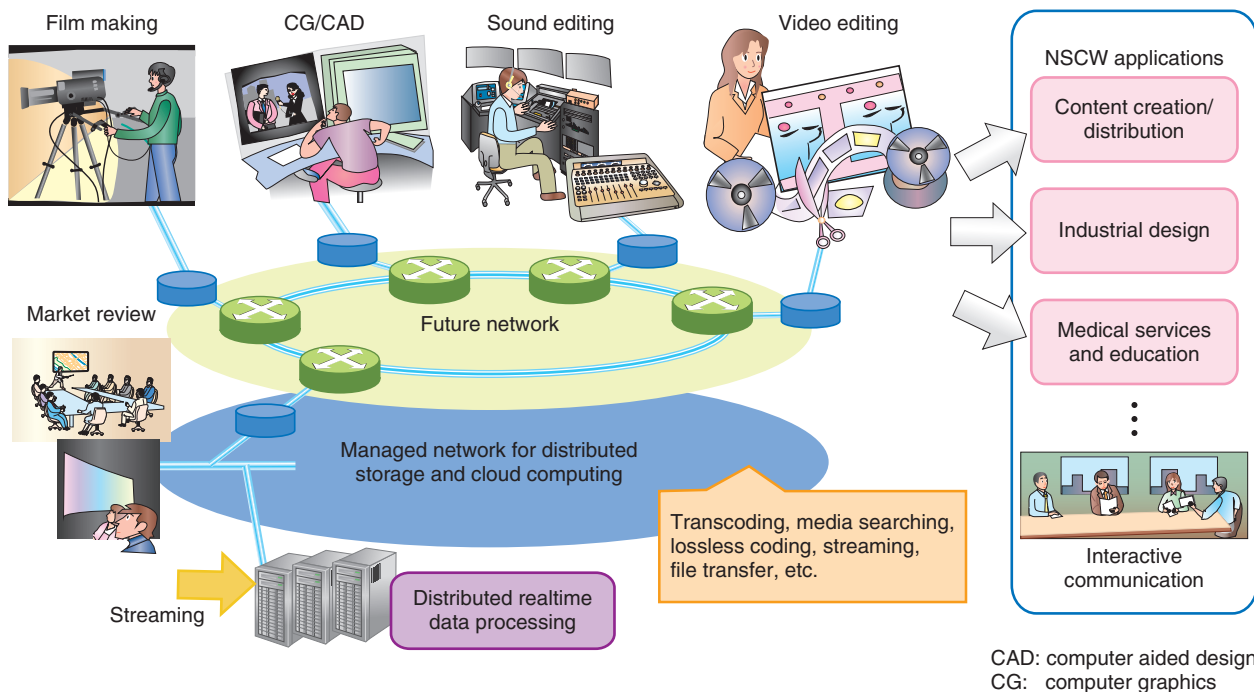 Film making
CG/CAD
Sound editing
Video editing
NSCW applications
Content creation/
distribution
Industrial design
Medical services
and education
Interactive
communication
Market review
Future network
Managed network for distributed
storage and cloud computing
Transcoding, media searching,
lossless coding, streaming,
file transfer, etc.
Streaming
Distributed realtime
data processing
CAD: computer aided design
CG: computer graphics